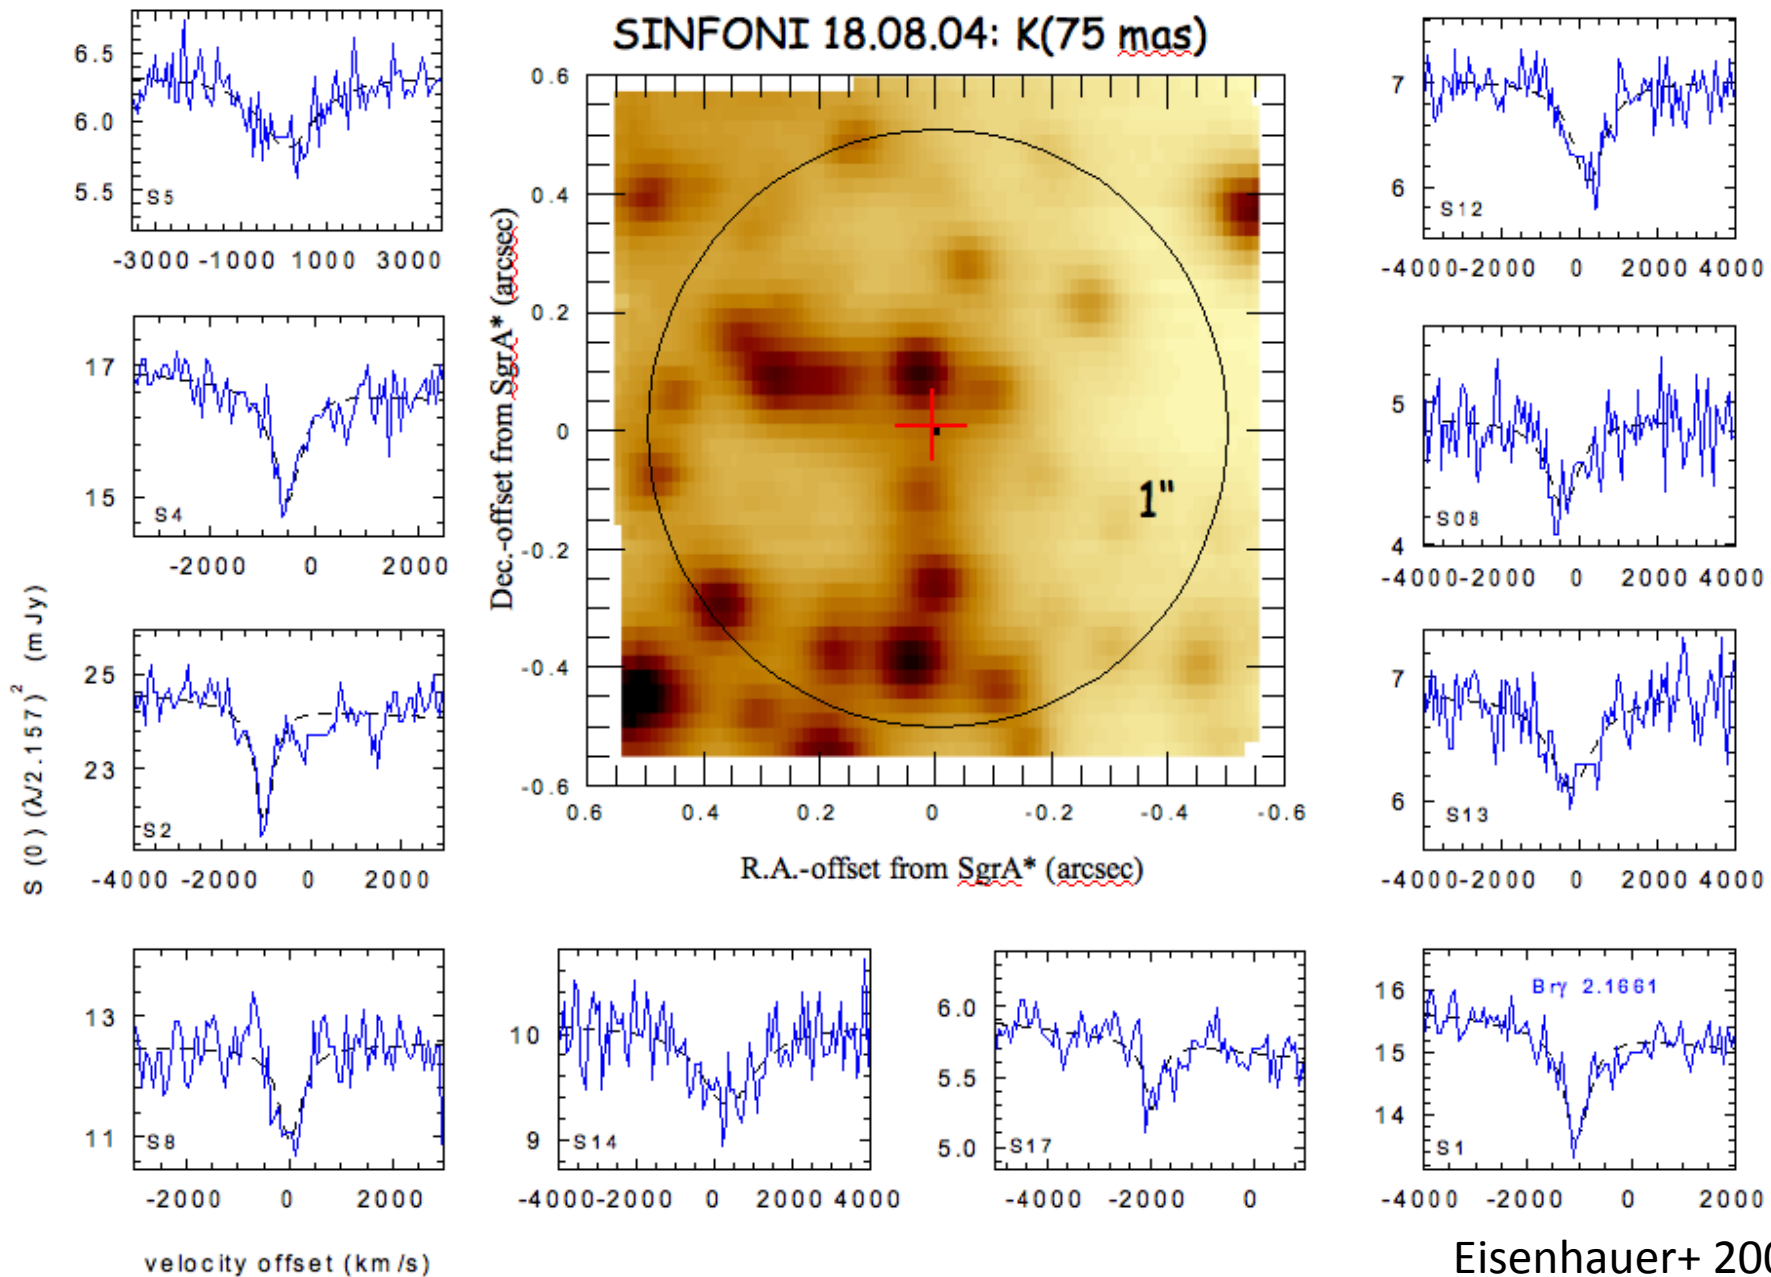 SINFONI 18.08.04: K(75 mas)
6.5
6.0
5.5
S5
-3000 -1000 1000 3000
17
15
S4
-2000 0 2000
25
23
S2
-4000 -2000 0 2000
S(0)(λ/2.157)² (mJy)
13
11
S8
-2000 0 2000
velocity offset (km/s)
Dec.-offset from SgrA* (arcsec)
0.6
0.4
0.2
0
-0.2
-0.4
-0.6
1"
0.6 0.4 0.2 0 -0.2 -0.4 -0.6
R.A.-offset from SgrA* (arcsec)
10
9
S14
-4000-2000 0 2000 4000
6.0
5.5
5.0
S17
-4000 -2000 0
7
6
S12
-4000-2000 0 2000 4000
5
4
S08
-4000-2000 0 2000 4000
7
6
S13
-4000-2000 0 2000 4000
Brγ 2.1661
16
15
14
S1
-4000 -2000 0 2000
Eisenhauer+ 200